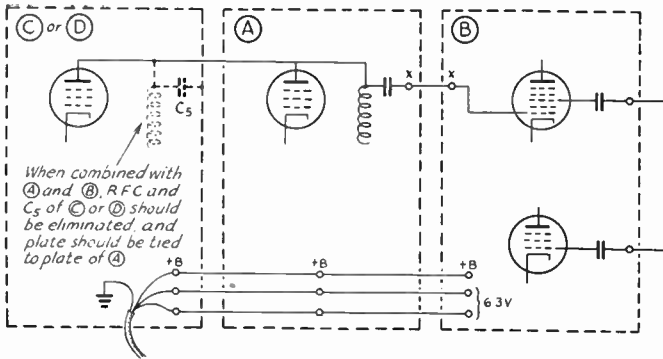 C or D
A
B
x x
C5
When combined with
A and B, RFC and
C5 of C or D should
be eliminated, and
plate should be tied
to plate of A
+B +B +B
6.3V